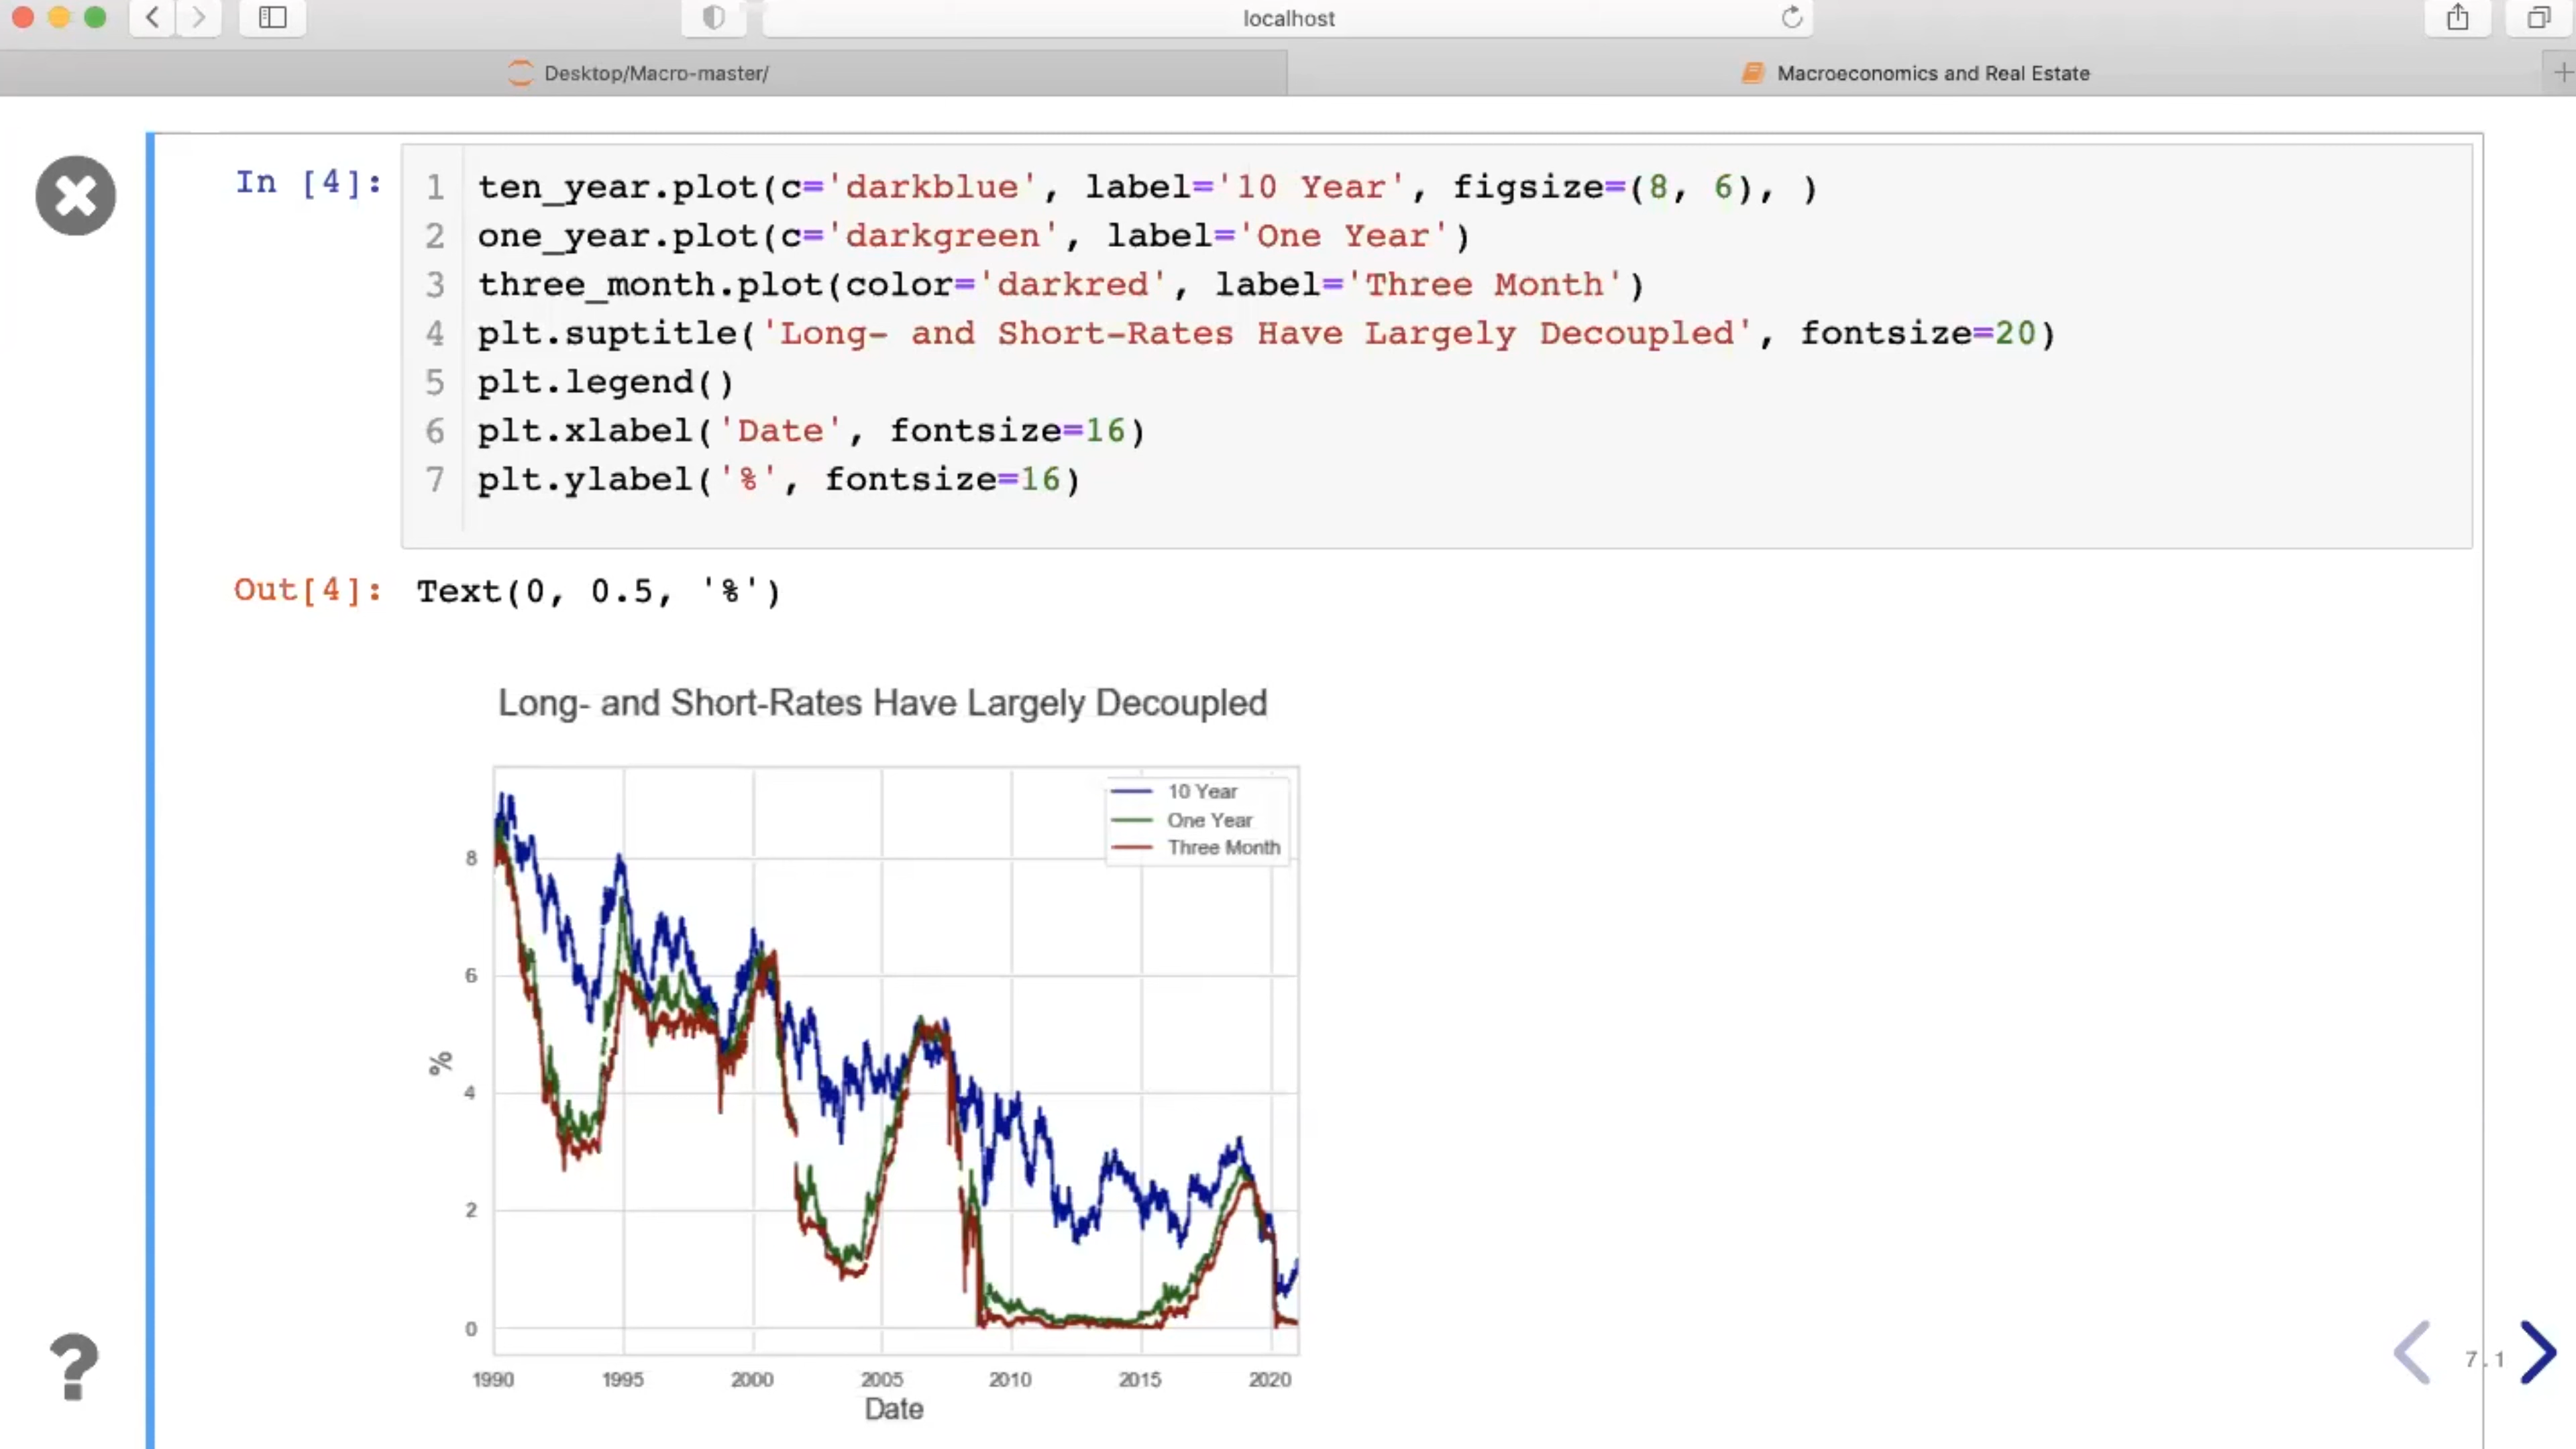 localhost
Desktop/Macro-master/
Macroeconomics and Real Estate
In [4]:
1 ten_year.plot(c='darkblue', label='10 Year', figsize=(8, 6), )
2 one_year.plot(c='darkgreen', label='One Year')
3 three_month.plot(color='darkred', label='Three Month')
4 plt.suptitle('Long- and Short-Rates Have Largely Decoupled', fontsize=20)
5 plt.legend()
6 plt.xlabel('Date', fontsize=16)
7 plt.ylabel('%', fontsize=16)
Out[4]: Text(0, 0.5, '%')
Long- and Short-Rates Have Largely Decoupled
10 Year
One Year
Three Month
8
6
4
2
0
%
1990 1995 2000 2005 2010 2015 2020
Date
?
7.1